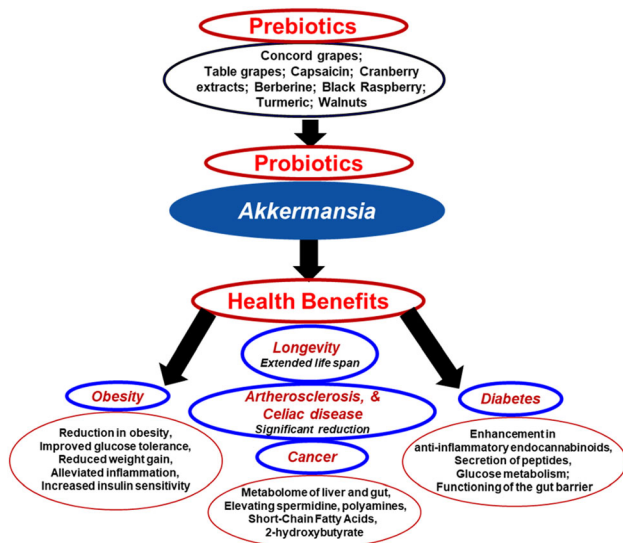 Prebiotics
Concord grapes;
Table grapes; Capsaicin; Cranberry
extracts; Berberine; Black Raspberry;
Turmeric; Walnuts
Probiotics
Akkermansia
Health Benefits
Longevity
Extended life span
Obesity
Reduction in obesity,
Improved glucose tolerance,
Reduced weight gain,
Alleviated inflammation,
Increased insulin sensitivity
Artherosclerosis, &
Celiac disease
Significant reduction
Cancer
Metabolome of liver and gut,
Elevating spermidine, polyamines,
Short-Chain Fatty Acids,
2-hydroxybutyrate
Diabetes
Enhancement in
anti-inflammatory endocannabinoids,
Secretion of peptides,
Glucose metabolism;
Functioning of the gut barrier